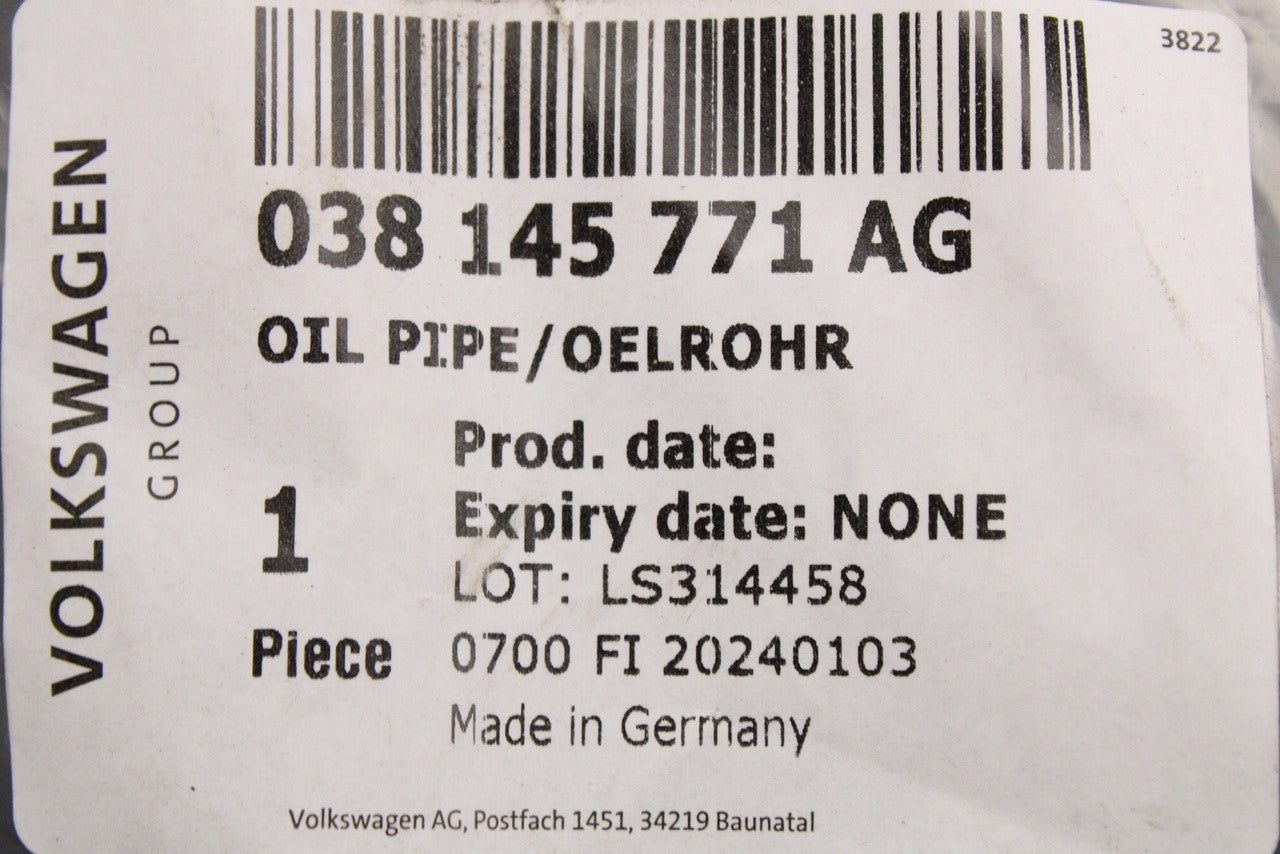 3822
VOLKSWAGEN
GROUP
038 145 771 AG
OIL PIPE/OELROHR
Prod. date:
Expiry date: NONE
LOT: LS314458
1
Piece
0700 FI 20240103
Made in Germany
Volkswagen AG, Postfach 1451, 34219 Baunatal